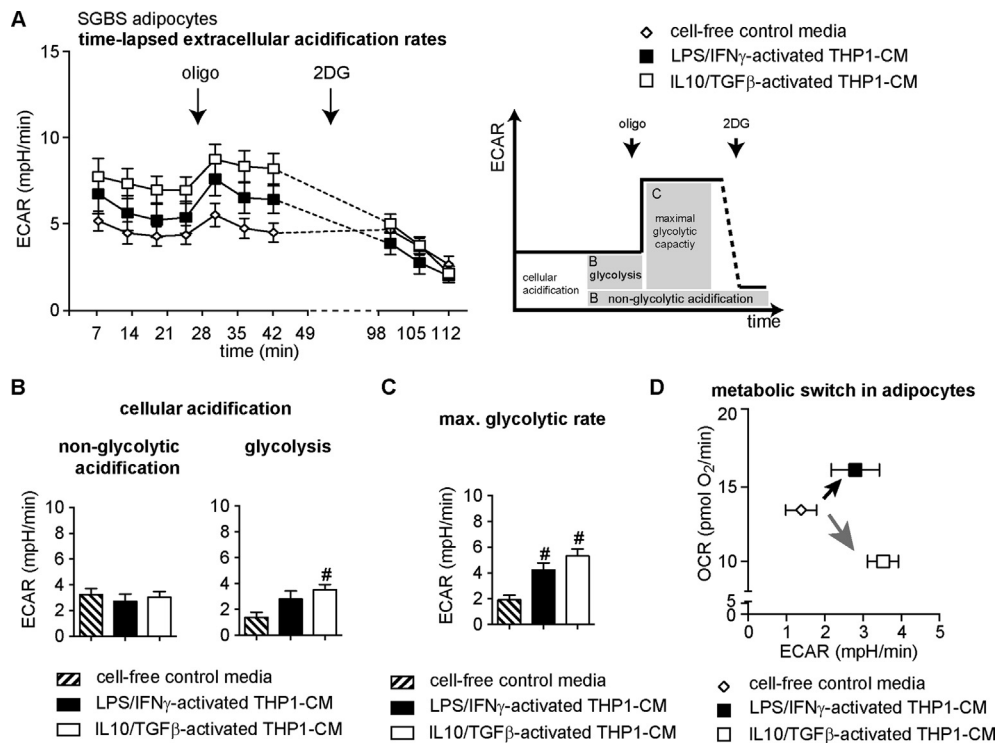 A
SGBS adipocytes
time-lapsed extracellular acidification rates
15
10
5
0
ECAR (mpH/min)
oligo
2DG
7 14 21 28 35 42 49 98 105 112
time (min)
cell-free control media
LPS/IFNγ-activated THP1-CM
IL10/TGFβ-activated THP1-CM
ECAR
oligo
2DG
C
maximal
glycolytic
capactiy
B
glycolysis
cellular
acidification
B non-glycolytic acidification
time
B
cellular acidification
non-glycolytic
acidification
ECAR (mpH/min)
10
8
6
4
2
0
glycolysis
10
8
6
4
2
0
#
cell-free control media
LPS/IFNγ-activated THP1-CM
IL10/TGFβ-activated THP1-CM
C
max. glycolytic rate
ECAR (mpH/min)
10
8
6
4
2
0
# #
cell-free control media
LPS/IFNγ-activated THP1-CM
IL10/TGFβ-activated THP1-CM
D
metabolic switch in adipocytes
OCR (pmol O₂/min)
20
15
10
5
0
0 1 2 3 4 5
ECAR (mpH/min)
cell-free control media
LPS/IFNγ-activated THP1-CM
IL10/TGFβ-activated THP1-CM